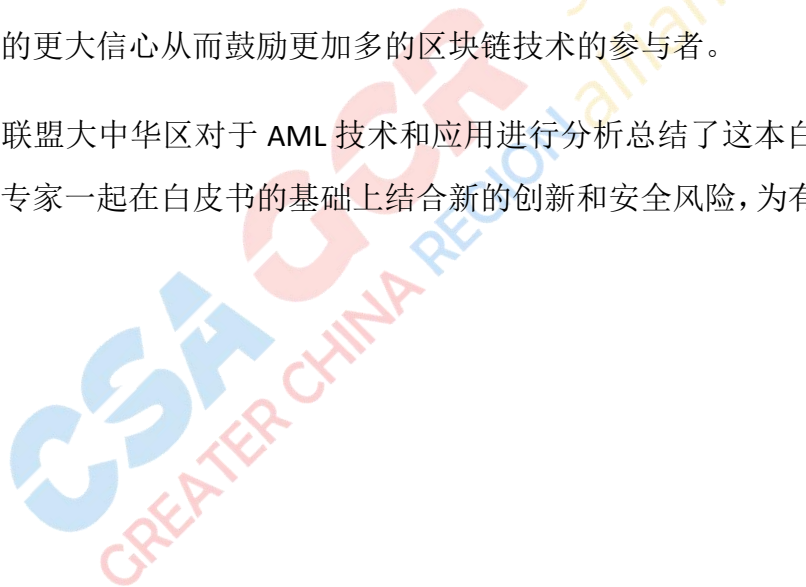 的更大信心从而鼓励更加多的区块链技术的参与者。
联盟大中华区对于 AML 技术和应用进行分析总结了这本白
专家一起在白皮书的基础上结合新的创新和安全风险，为有
CSA GCR
GREATER CHINA REGION